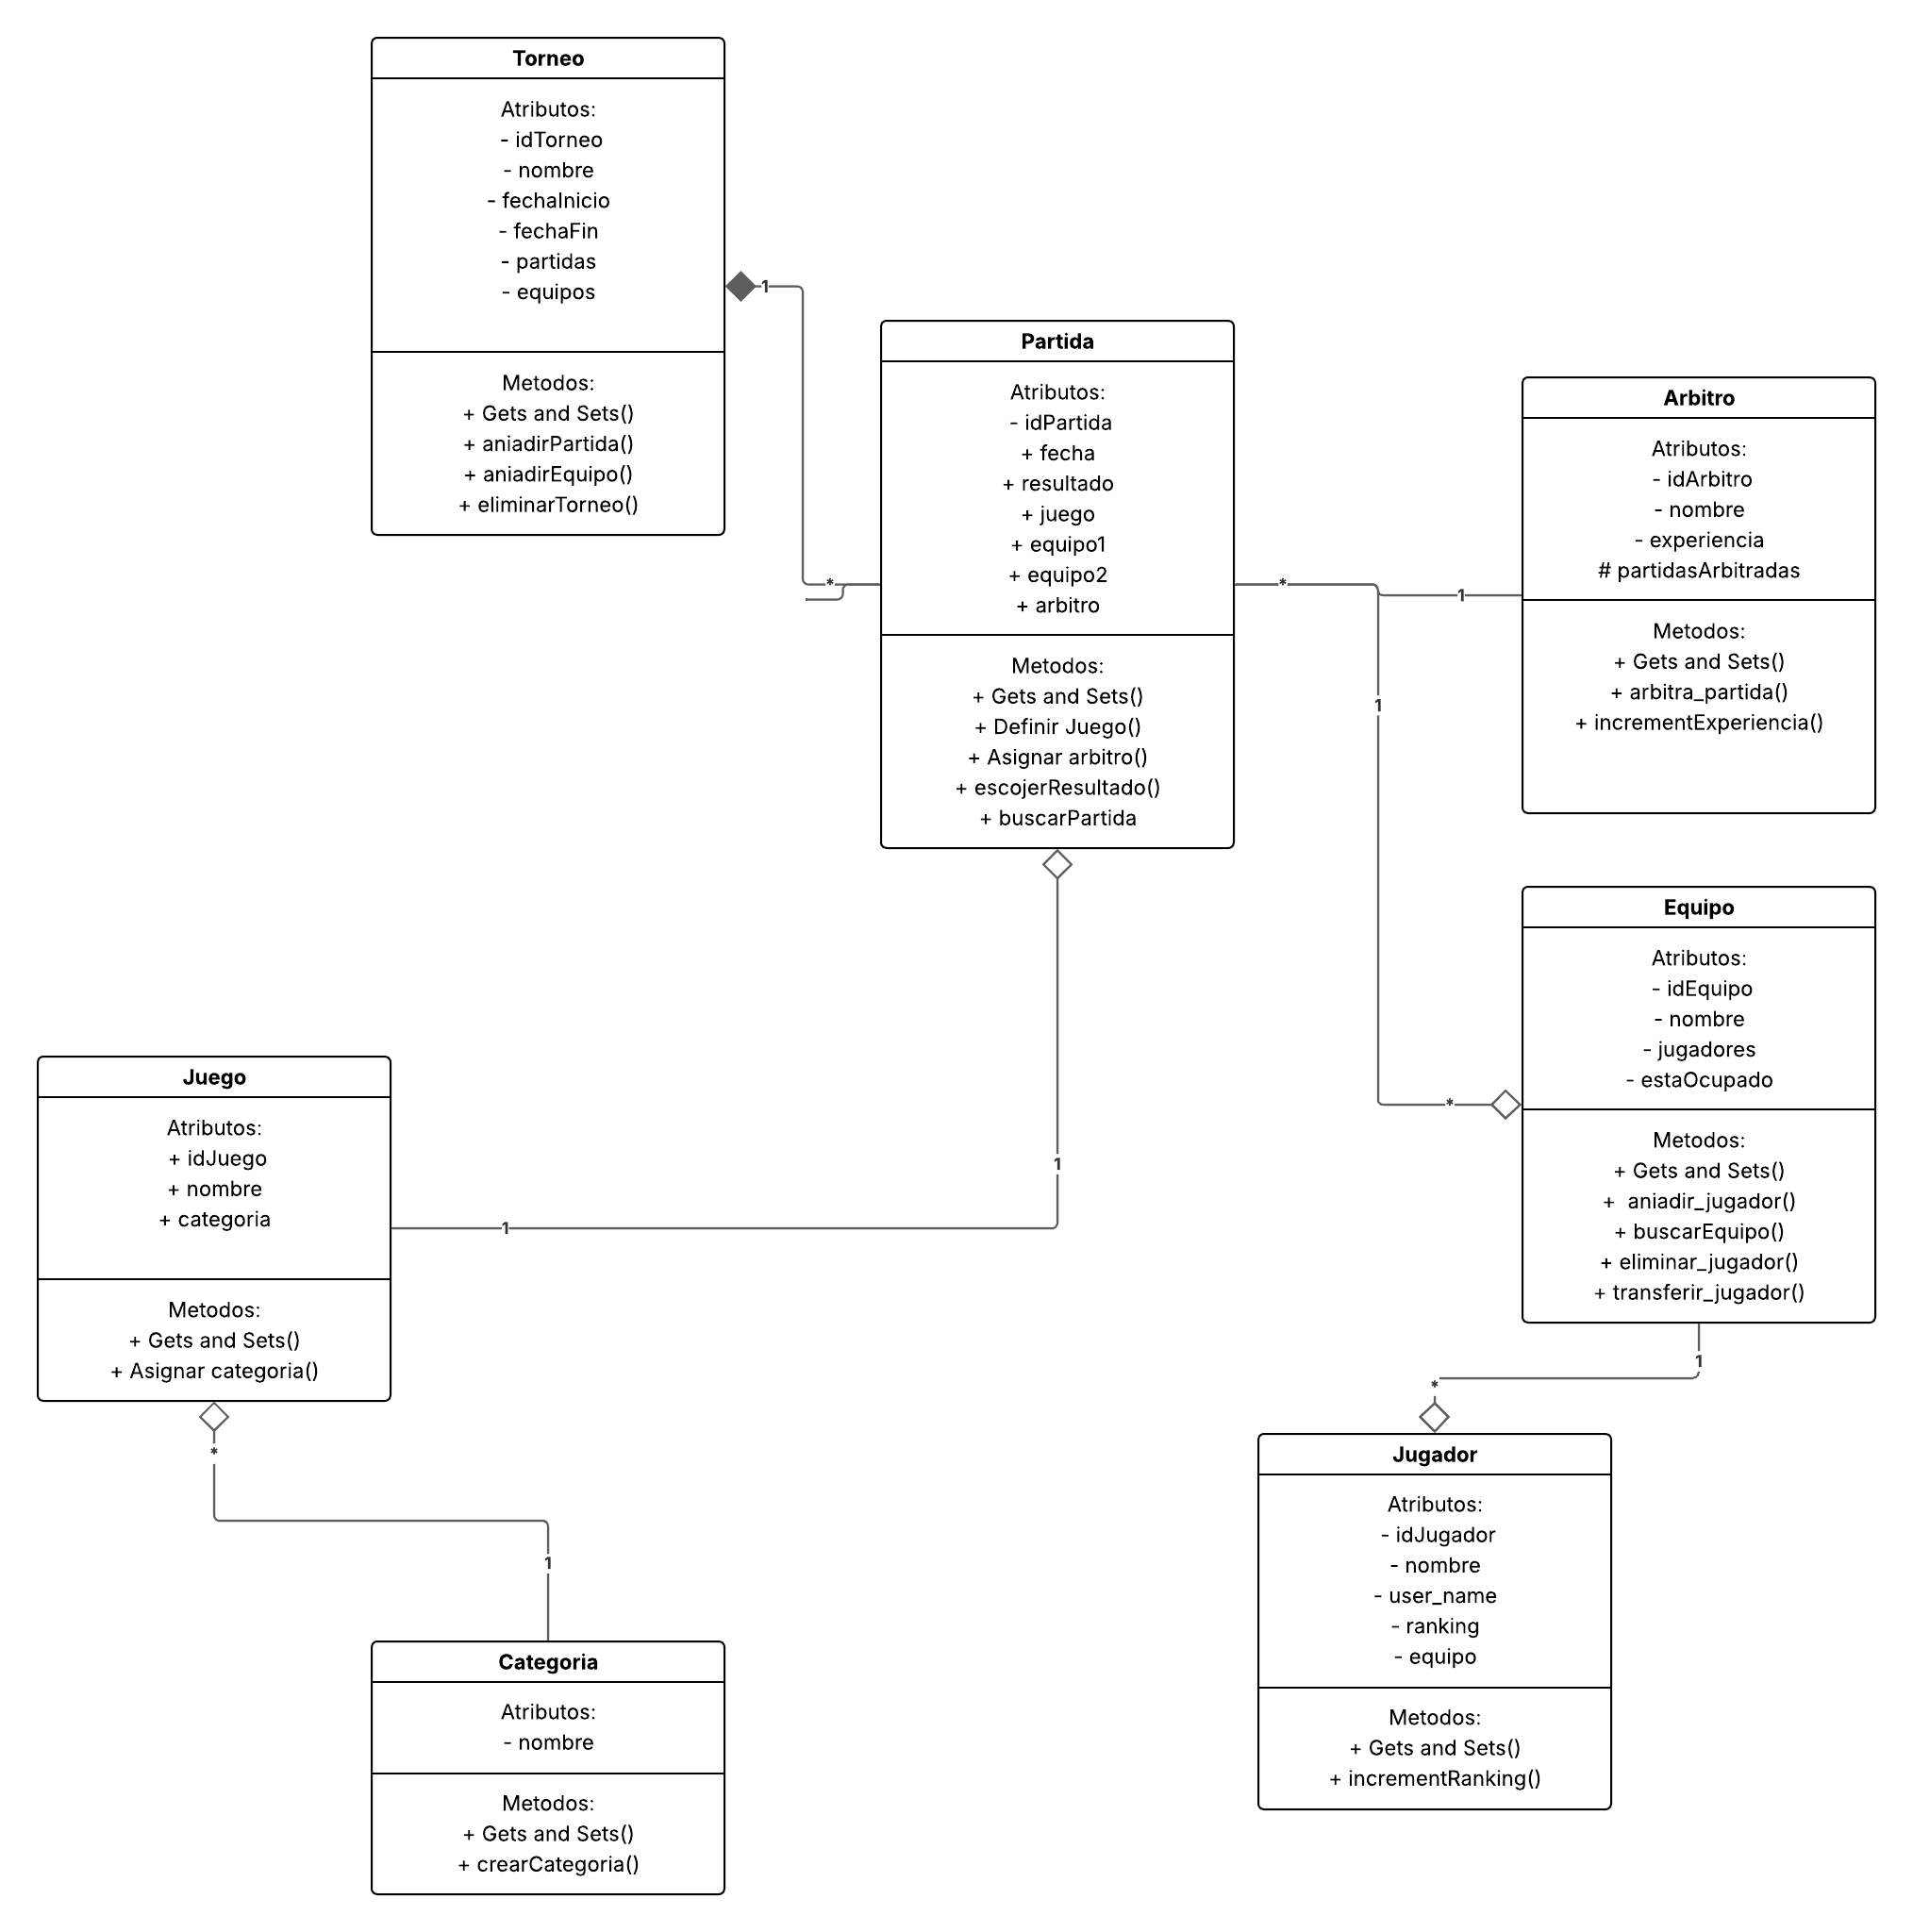 Torneo
Atributos:
- idTorneo
- nombre
- fechaInicio
- fechaFin
- partidas
- equipos
Metodos:
+ Gets and Sets()
+ aniadirPartida()
+ aniadirEquipo()
+ eliminarTorneo()
1
*
Partida
Atributos:
- idPartida
+ fecha
+ resultado
+ juego
+ equipo1
+ equipo2
+ arbitro
Metodos:
+ Gets and Sets()
+ Definir Juego()
+ Asignar arbitro()
+ escojerResultado()
+ buscarPartida
*
1
1
*
Arbitro
Atributos:
- idArbitro
- nombre
- experiencia
# partidasArbitradas
Metodos:
+ Gets and Sets()
+ arbitra_partida()
+ incrementExperiencia()
Equipo
Atributos:
- idEquipo
- nombre
- jugadores
- estaOcupado
Metodos:
+ Gets and Sets()
+ aniadir_jugador()
+ buscarEquipo()
+ eliminar_jugador()
+ transferir_jugador()
1
*
Juego
Atributos:
+ idJuego
+ nombre
+ categoria
Metodos:
+ Gets and Sets()
+ Asignar categoria()
1
1
*
1
Jugador
Atributos:
- idJugador
- nombre
- user_name
- ranking
- equipo
Metodos:
+ Gets and Sets()
+ incrementRanking()
Categoria
Atributos:
- nombre
Metodos:
+ Gets and Sets()
+ crearCategoria()